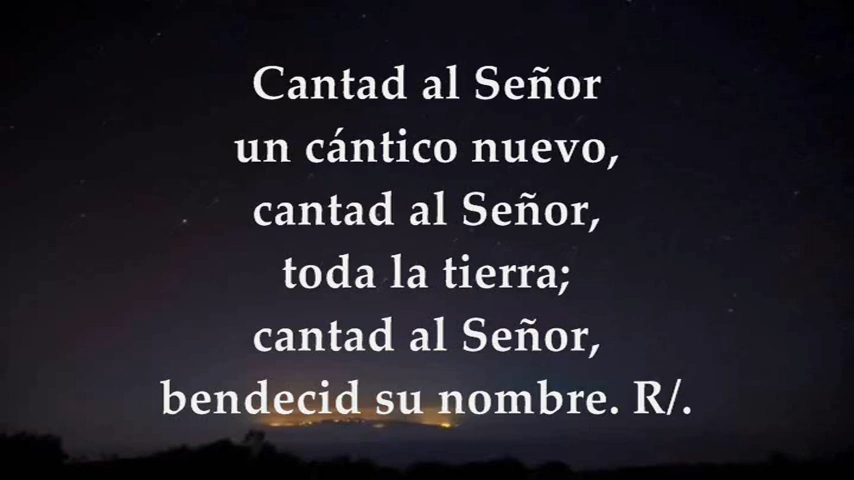 Cantad al Señor
un cántico nuevo,
cantad al Señor,
toda la tierra;
cantad al Señor,
bendecid su nombre. R/.